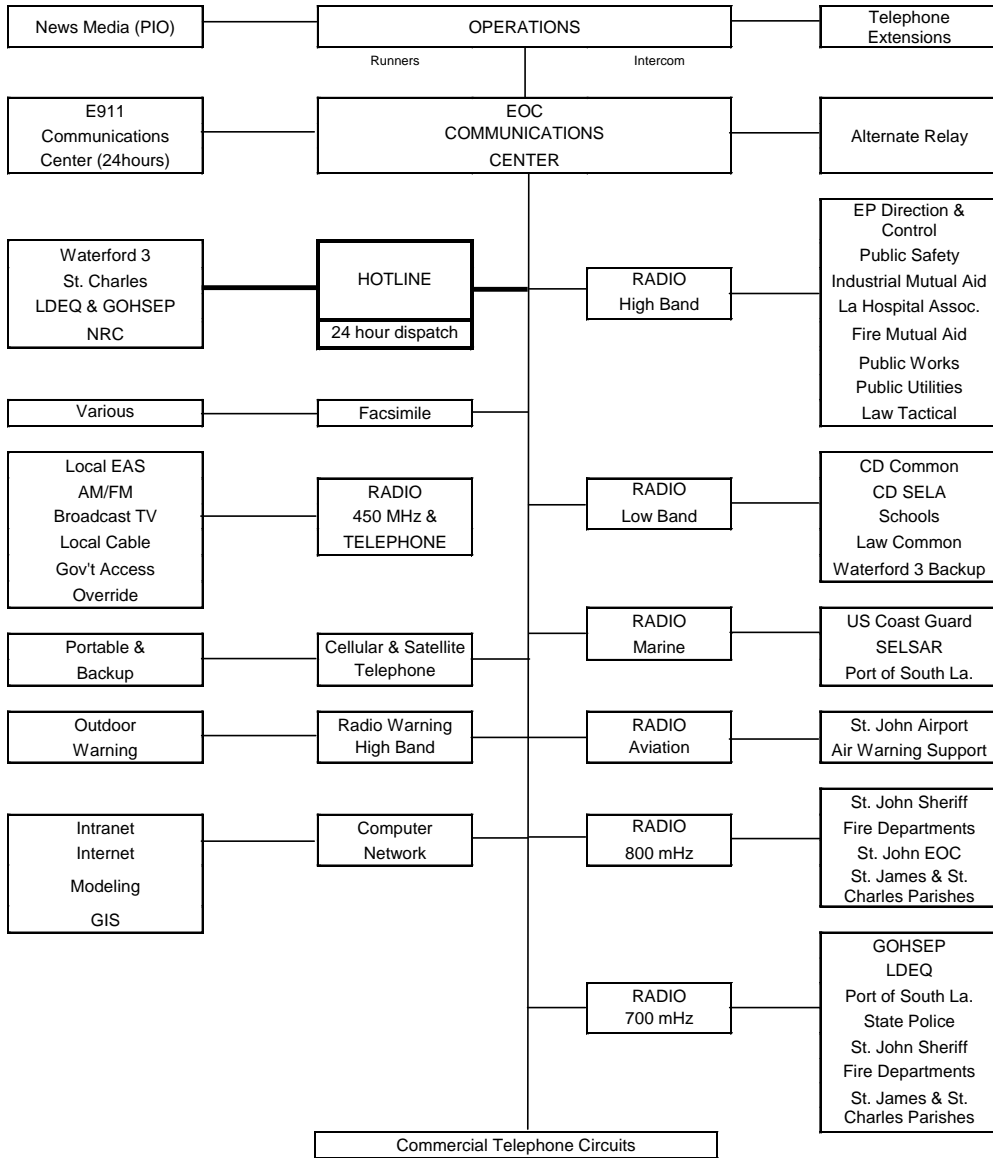 News Media (PIO)
OPERATIONS
Telephone
Extensions
Runners
Intercom
E911
Communications
Center (24hours)
EOC
COMMUNICATIONS
CENTER
Alternate Relay
Waterford 3
St. Charles
LDEQ & GOHSEP
NRC
HOTLINE
24 hour dispatch
RADIO
High Band
EP Direction &
Control
Public Safety
Industrial Mutual Aid
La Hospital Assoc.
Fire Mutual Aid
Public Works
Public Utilities
Law Tactical
Various
Facsimile
Local EAS
AM/FM
Broadcast TV
Local Cable
Gov't Access
Override
RADIO
450 MHz &
TELEPHONE
RADIO
Low Band
CD Common
CD SELA
Schools
Law Common
Waterford 3 Backup
Portable &
Backup
Cellular & Satellite
Telephone
RADIO
Marine
US Coast Guard
SELSAR
Port of South La.
Outdoor
Warning
Radio Warning
High Band
RADIO
Aviation
St. John Airport
Air Warning Support
Intranet
Internet
Modeling
GIS
Computer
Network
RADIO
800 mHz
St. John Sheriff
Fire Departments
St. John EOC
St. James & St.
Charles Parishes
RADIO
700 mHz
GOHSEP
LDEQ
Port of South La.
State Police
St. John Sheriff
Fire Departments
St. James & St.
Charles Parishes
Commercial Telephone Circuits